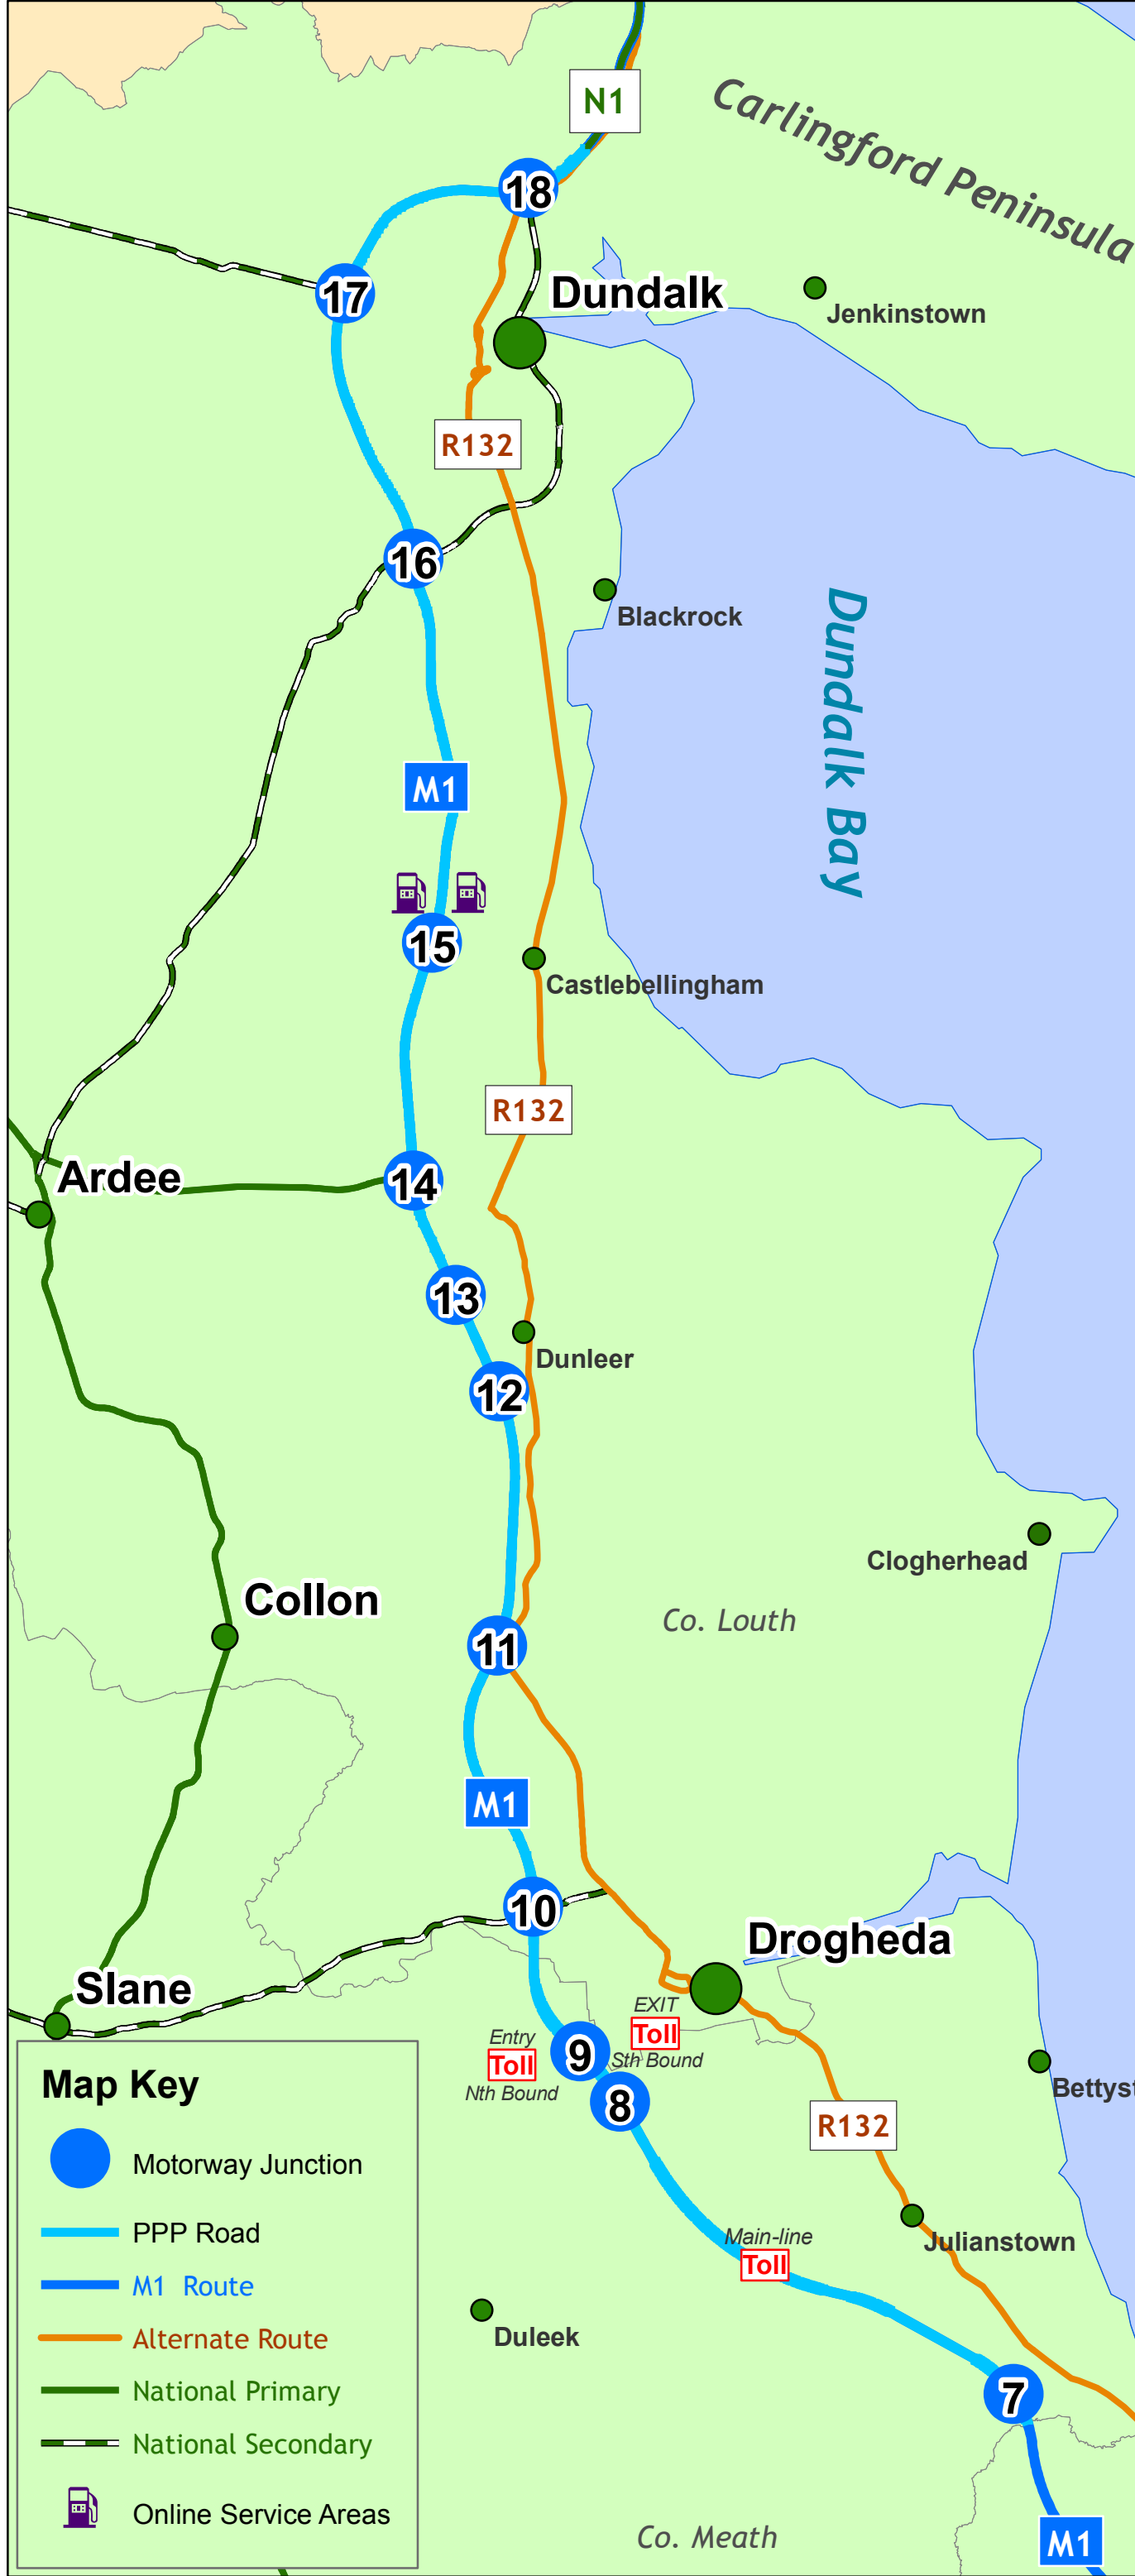 N1
Carlingford Peninsula
18
17
Dundalk
Jenkinstown
R132
16
Blackrock
Dundalk Bay
M1
15
Castlebellingham
R132
Ardee
14
13
Dunleer
12
Clogherhead
Collon
Co. Louth
11
M1
10
Drogheda
Slane
EXIT
Toll
Sth Bound
Entry
Toll
Nth Bound
9
8
Bettyst
R132
Julianstown
Main-line
Toll
Duleek
7
Co. Meath
M1
Map Key
Motorway Junction
PPP Road
M1 Route
Alternate Route
National Primary
National Secondary
Online Service Areas